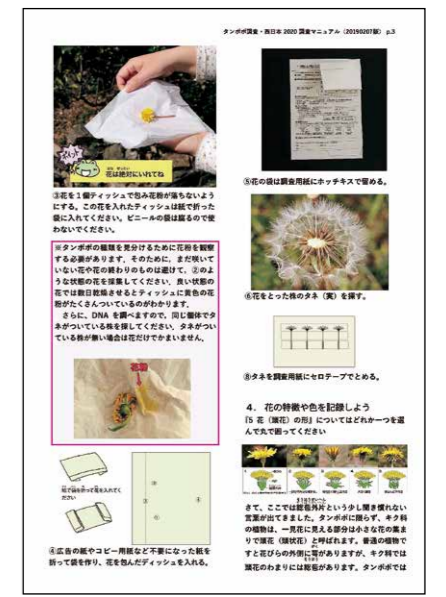 タンポポ調査・西日本 2020 調査マニュアル（20190207版） p.3
花は絶対にいれてね
③花を1個ティッシュで包み花粉が落ちないよう
にする。この花を入れたティッシュは紙で折った
袋に入れてください。ビニールの袋は腐るので使
わないでください。
※タンポポの種類を見分けるために花粉を観察
する必要があります。そのために、まだ咲いて
いない花や花の終わりのものは避けて、②のよ
うな状態の花を採集してください。良い状態の
花では数日乾燥させるとティッシュに黄色の花
粉がたくさんついているのがわかります。
さらに、DNA を調べますので、同じ個体でタ
ネがついている株を探してください。タネがつい
ている株が無い場合は花だけでかまいません。
花粉
④広告の紙やコピー用紙など不要になった紙を
折って袋を作り、花を包んだティッシュを入れる。
⑤花の袋は調査用紙にホッチキスで留める。
⑥花をとった株のタネ（実）を探す。
⑧タネを調査用紙にセロテープでとめる。
4. 花の特徴や色を記録しよう
『5 花（頭花）の形』についてはどれか一つを選
んで丸で囲ってください
さて、ここでは総苞外片という少し聞き慣れない
言葉が出てきました。タンポポに限らず、キク科
の植物は、一見花に見える部分は小さな花の集ま
りで頭花（頭状花）と呼ばれます。普通の植物で
すと花びらの外側に萼がありますが、キク科では
頭花のまわりには総苞があります。タンポポでは